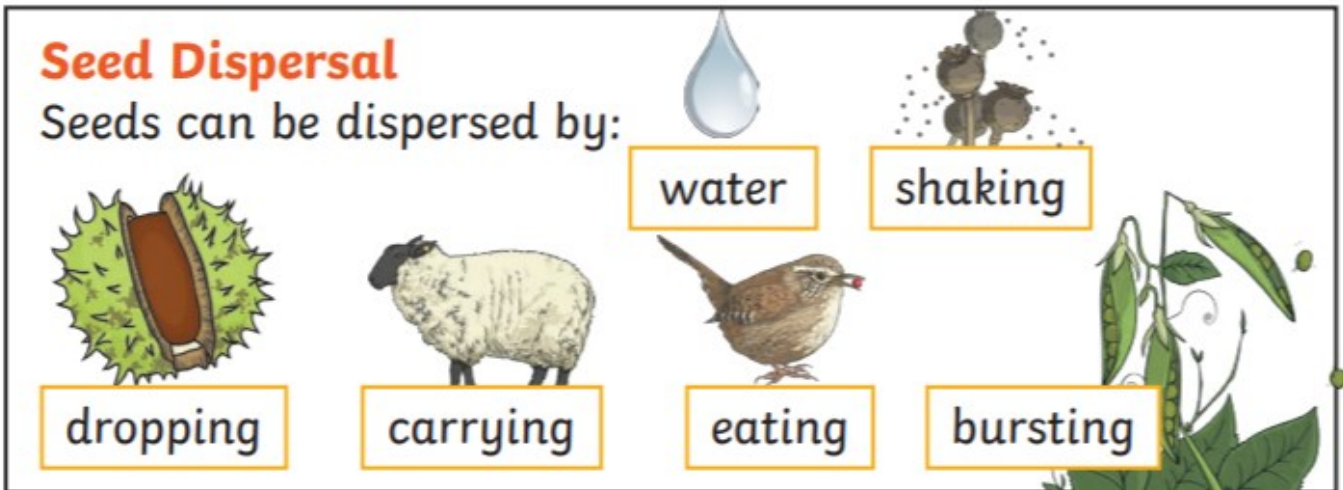 Seed Dispersal
Seeds can be dispersed by:
water
shaking
dropping
carrying
eating
bursting